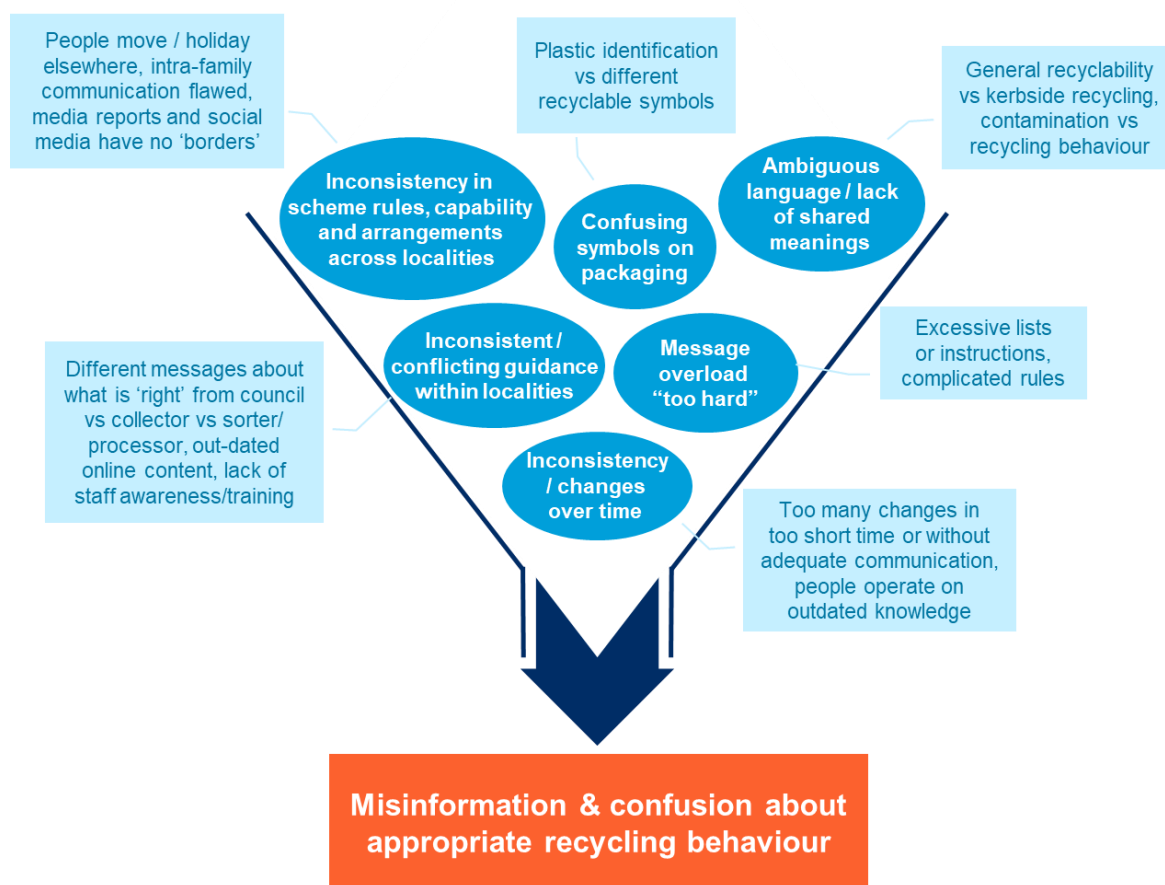 People move / holiday
elsewhere, intra-family
communication flawed,
media reports and social
media have no ‘borders’
Plastic identification
vs different
recyclable symbols
General recyclability
vs kerbside recycling,
contamination vs
recycling behaviour
Inconsistency in
scheme rules, capability
and arrangements
across localities
Confusing
symbols on
packaging
Ambiguous
language / lack
of shared
meanings
Different messages about
what is ‘right’ from council
vs collector vs sorter/
processor, out-dated
online content, lack of
staff awareness/training
Inconsistent /
conflicting guidance
within localities
Message
overload
“too hard”
Excessive lists
or instructions,
complicated rules
Inconsistency
/ changes
over time
Too many changes in
too short time or without
adequate communication,
people operate on
outdated knowledge
Misinformation & confusion about
appropriate recycling behaviour